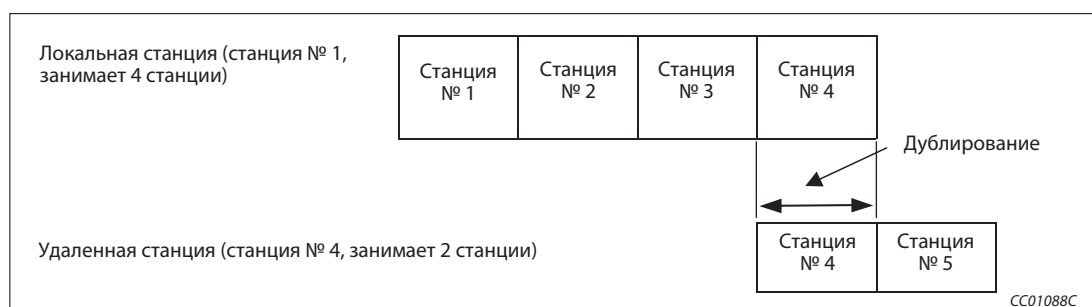 Локальная станция (станция № 1,
занимает 4 станции)
Станция
№ 1
Станция
№ 2
Станция
№ 3
Станция
№ 4
Дублирование
Удаленная станция (станция № 4, занимает 2 станции)
Станция
№ 4
Станция
№ 5
CC01088C